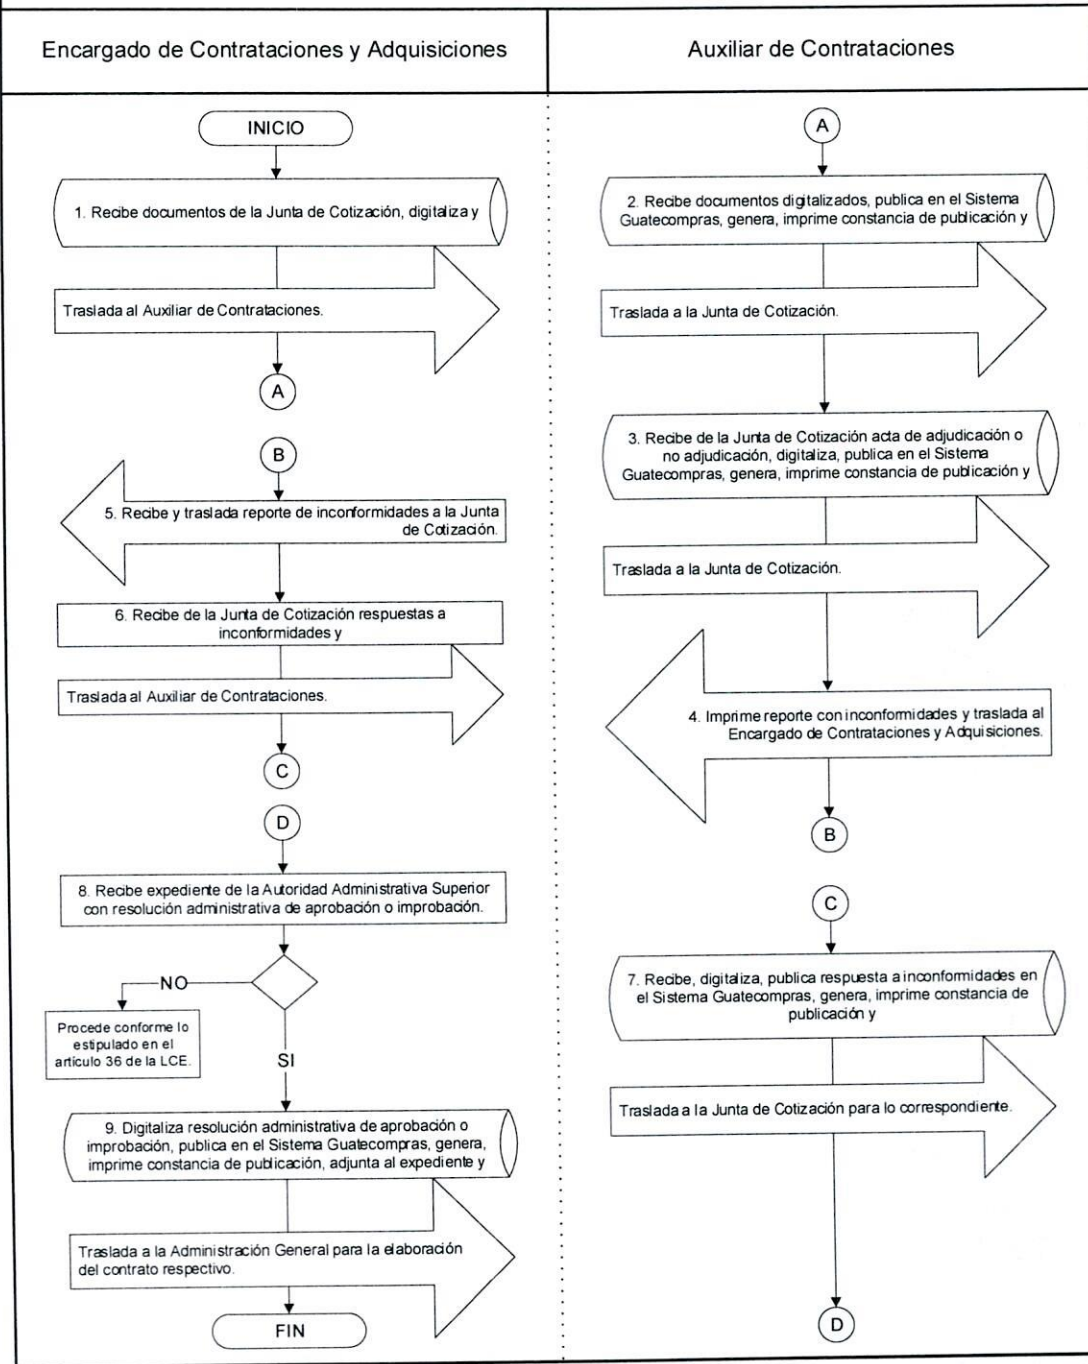 Encargado de Contrataciones y Adquisiciones
Auxiliar de Contrataciones
INICIO
1. Recibe documentos de la Junta de Cotización, digitaliza y
Traslada al Auxiliar de Contrataciones.
A
B
5. Recibe y traslada reporte de inconformidades a la Junta
de Cotización.
6. Recibe de la Junta de Cotización respuestas a
inconformidades y
Traslada al Auxiliar de Contrataciones.
C
D
8. Recibe expediente de la Autoridad Administrativa Superior
con resolución administrativa de aprobación o improbación.
NO
Procede conforme lo
estipulado en el
artículo 36 de la LCE.
SI
9. Digitaliza resolución administrativa de aprobación o
improbación, publica en el Sistema Guatecompras, genera,
imprime constancia de publicación, adjunta al expediente y
Traslada a la Administración General para la elaboración
del contrato respectivo.
FIN
A
2. Recibe documentos digitalizados, publica en el Sistema
Guatecompras, genera, imprime constancia de publicación y
Traslada a la Junta de Cotización.
3. Recibe de la Junta de Cotización acta de adjudicación o
no adjudicación, digitaliza, publica en el Sistema
Guatecompras, genera, imprime constancia de publicación y
Traslada a la Junta de Cotización.
4. Imprime reporte con inconformidades y traslada al
Encargado de Contrataciones y Adquisiciones.
B
C
7. Recibe, digitaliza, publica respuesta a inconformidades en
el Sistema Guatecompras, genera, imprime constancia de
publicación y
Traslada a la Junta de Cotización para lo correspondiente.
D